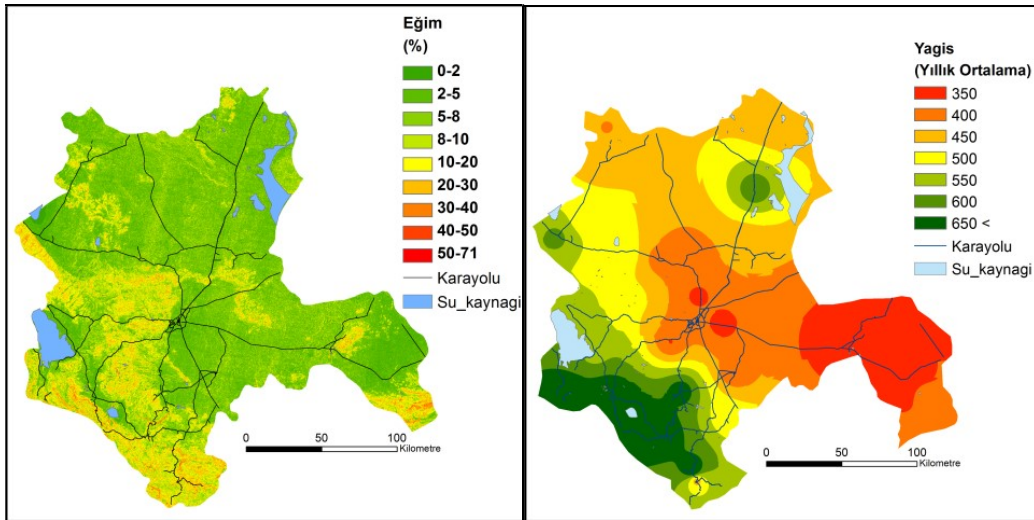 Eğim
(%)
0-2
2-5
5-8
8-10
10-20
20-30
30-40
40-50
50-71
Karayolu
Su_kaynagi
0 50 100
Kilometre
Yagis
(Yıllık Ortalama)
350
400
450
500
550
600
650 <
Karayolu
Su_kaynagi
0 50 100
Kilometre